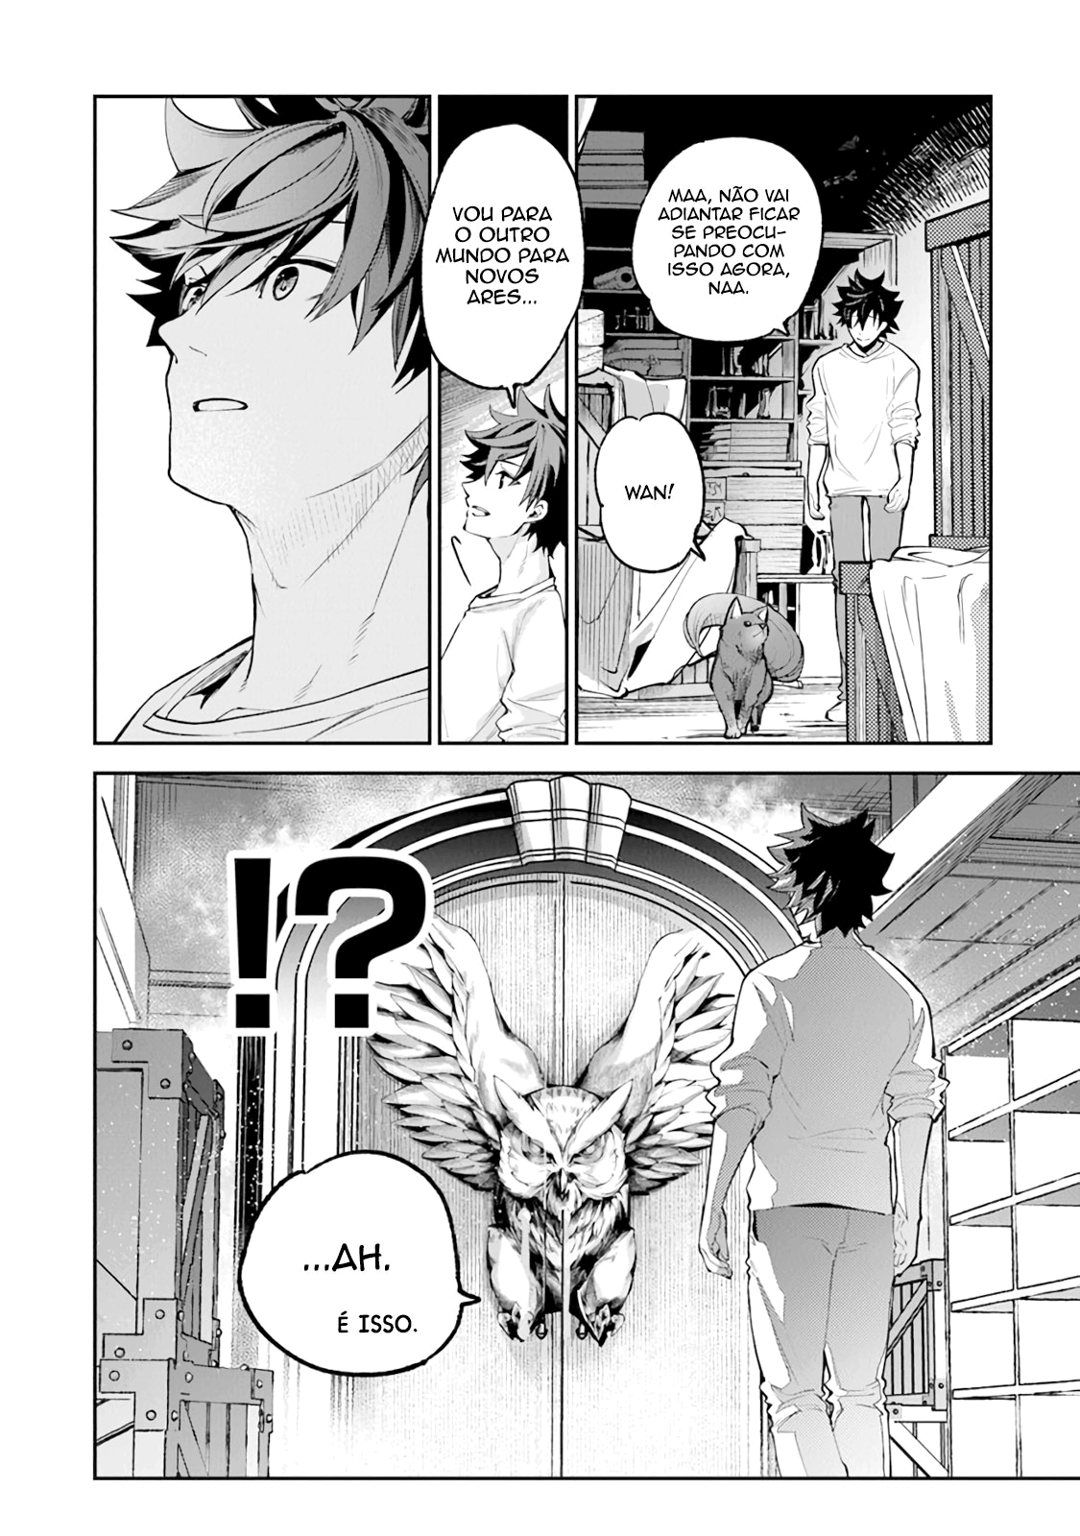 MAA, NÃO VAI
ADIANTAR FICAR
SE PREOCU-
PANDO COM
ISSO AGORA,
NAA.
WAN!
VOU PARA
O OUTRO
MUNDO PARA
NOVOS
ARES...
!?
...AH.
É ISSO.